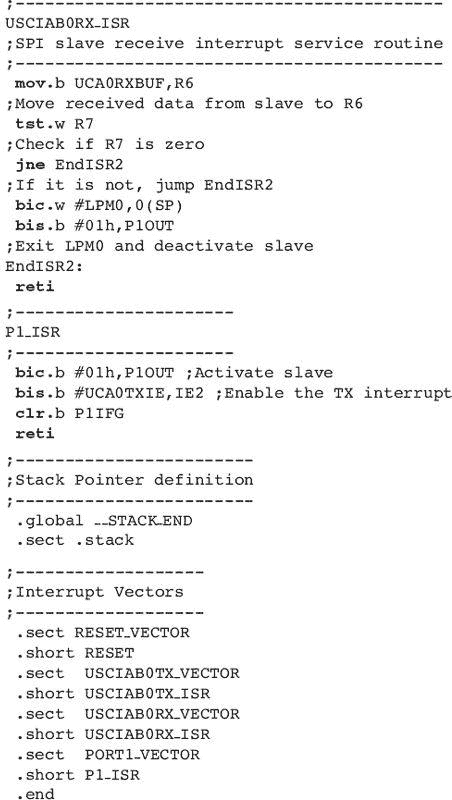 ;-------------------------------------------
USCIAB0RX_ISR
;SPI slave receive interrupt service routine
;-------------------------------------------
mov.b UCA0RXBUF,R6
;Move received data from slave to R6
tst.w R7
;Check if R7 is zero
jne EndISR2
;If it is not, jump EndISR2
bic.w #LPM0,0(SP)
bis.b #01h,P1OUT
;Exit LPM0 and deactivate slave
EndISR2:
reti
;----------------------
P1_ISR
;----------------------
bic.b #01h,P1OUT ;Activate slave
bis.b #UCA0TXIE,IE2 ;Enable the TX interrupt
clr.b P1IFG
reti
;------------------------
;Stack Pointer definition
;------------------------
.global __STACK_END
.sect .stack
;-------------------
;Interrupt Vectors
;-------------------
.sect RESET_VECTOR
.short RESET
.sect  USCIAB0TX_VECTOR
.short USCIAB0TX_ISR
.sect  USCIAB0RX_VECTOR
.short USCIAB0RX_ISR
.sect  PORT1_VECTOR
.short P1_ISR
.end